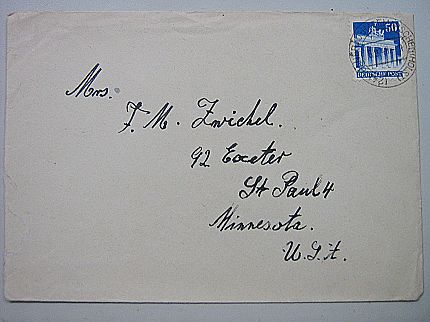 50
DEUTSCHE POST
Mrs.
F. M. Zwickel.
92 Exeter
St Paul 4
Minnesota.
U.S.A.